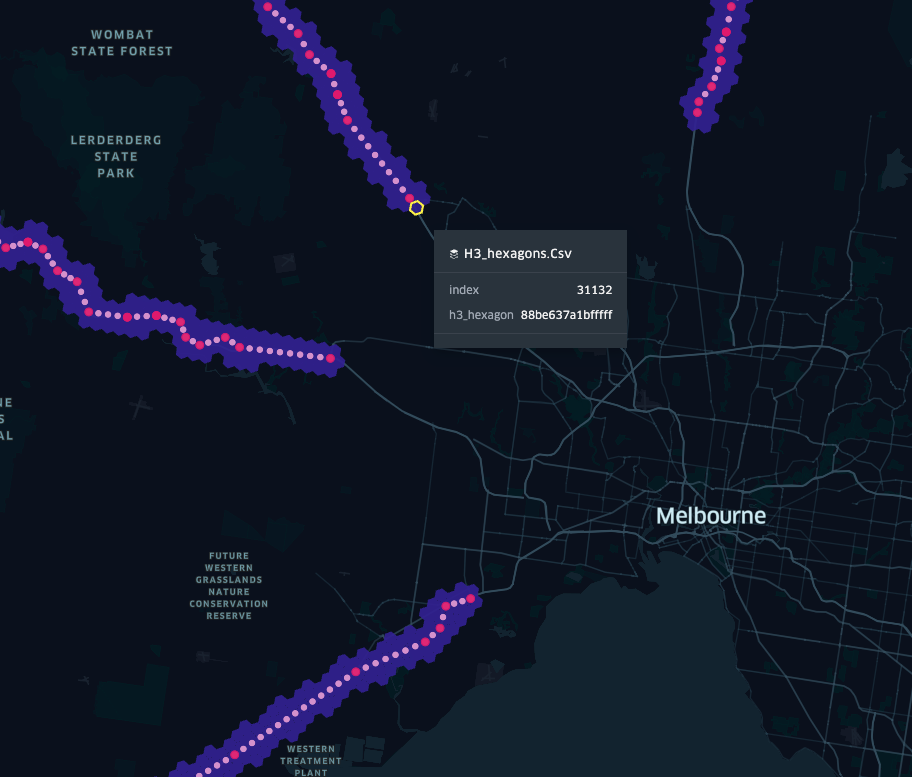 WOMBAT
STATE FOREST
LERDERDERG
STATE
PARK
H3_hexagons.Csv
index 31132
h3_hexagon 88be637a1bfffff
NE
S
AL
Melbourne
FUTURE
WESTERN
GRASSLANDS
NATURE
CONSERVATION
RESERVE
WESTERN
TREATMENT
PLANT